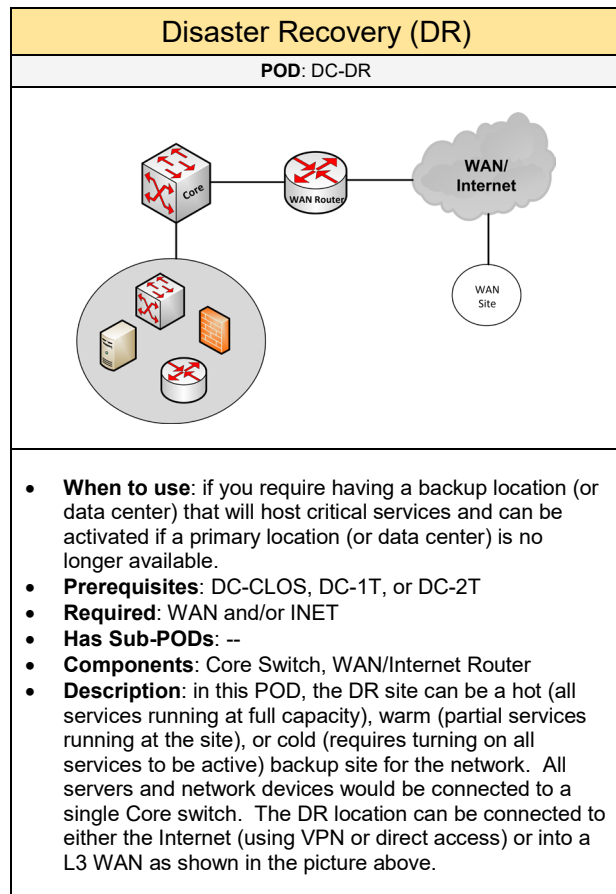 Disaster Recovery (DR)
POD: DC-DR
Core
WAN Router
WAN/
Internet
WAN
Site
• When to use: if you require having a backup location (or
data center) that will host critical services and can be
activated if a primary location (or data center) is no
longer available.
• Prerequisites: DC-CLOS, DC-1T, or DC-2T
• Required: WAN and/or INET
• Has Sub-PODs: --
• Components: Core Switch, WAN/Internet Router
• Description: in this POD, the DR site can be a hot (all
services running at full capacity), warm (partial services
running at the site), or cold (requires turning on all
services to be active) backup site for the network.  All
servers and network devices would be connected to a
single Core switch.  The DR location can be connected to
either the Internet (using VPN or direct access) or into a
L3 WAN as shown in the picture above.